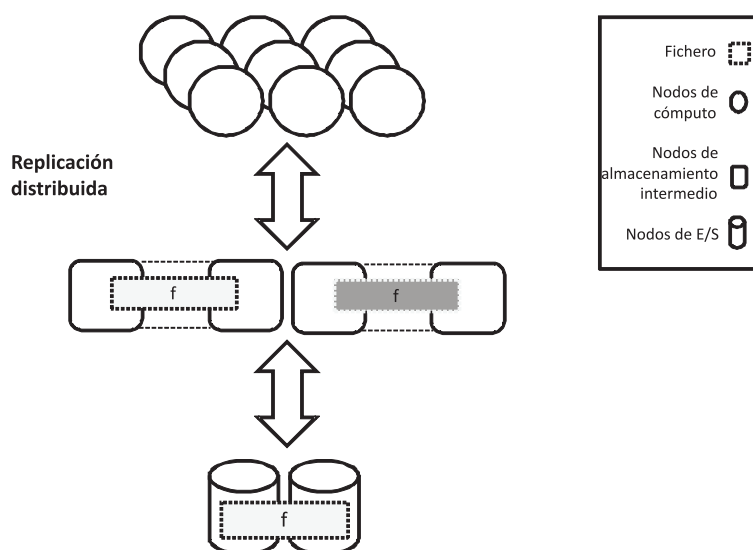 Fichero
Nodos de
cómputo
Replicación
distribuida
Nodos de
almacenamiento
intermedio
Nodos de E/S
f
f
f